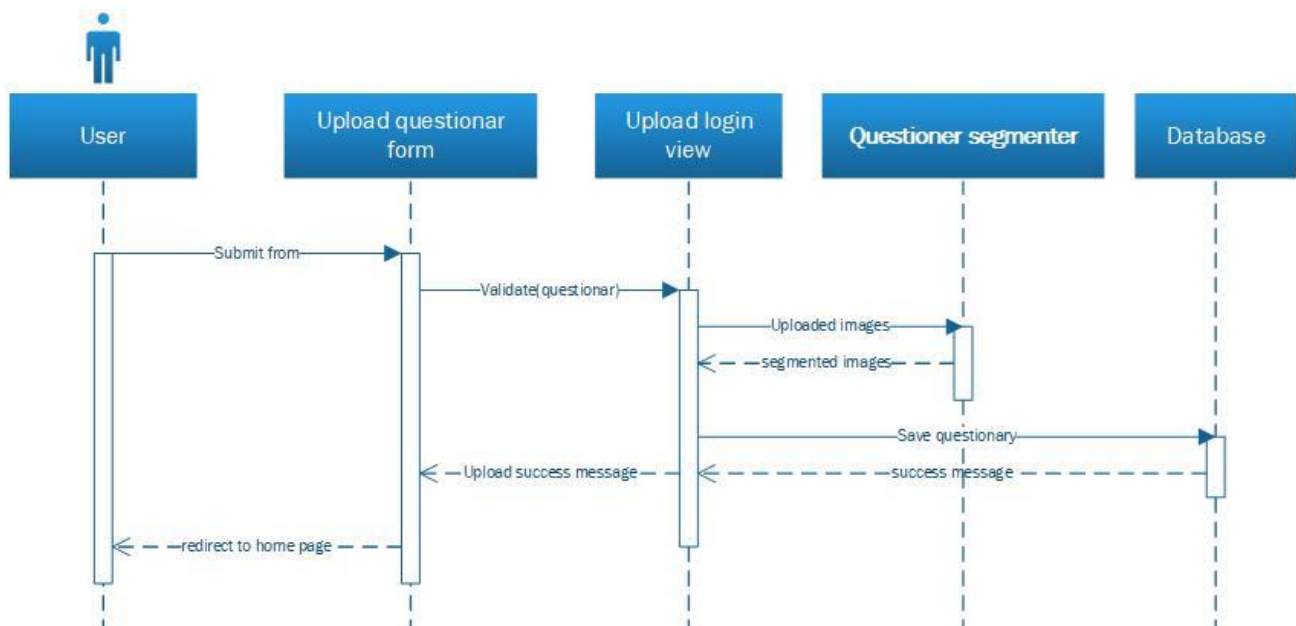 User
Upload questionar
form
Upload login
view
Questioner segmenter
Database
Submit from
Validate(questionar)
Uploaded images
segmented images
Save questionary
Upload success message
success message
redirect to home page